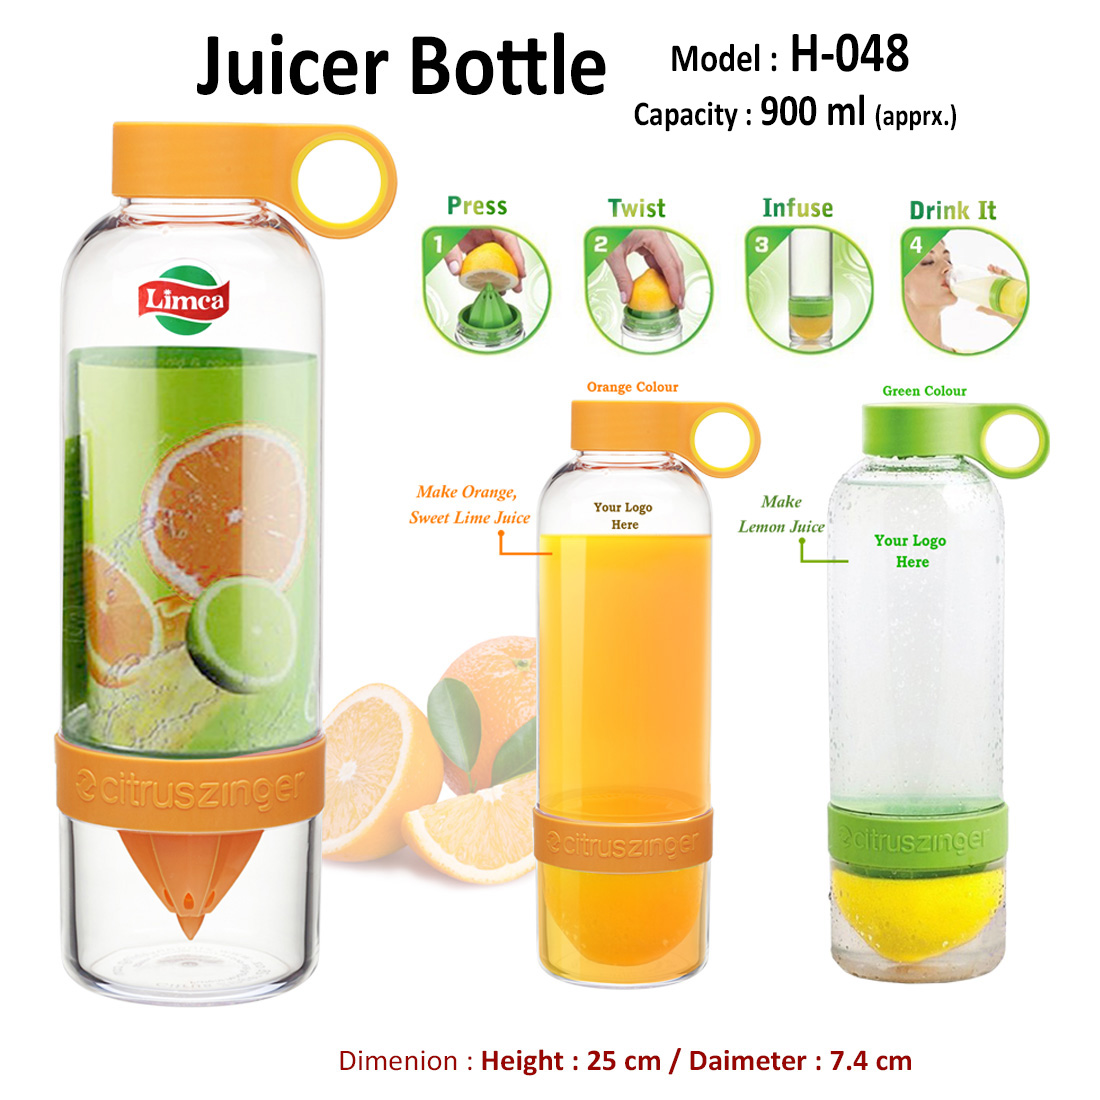 Juicer Bottle
Model : H-048
Capacity : 900 ml (apprx.)
Press
Twist
Infuse
Drink It
1
2
3
4
Limca
Orange Colour
Green Colour
Make Orange,
Sweet Lime Juice
Your Logo
Here
Make
Lemon Juice
Your Logo
Here
citruszinger
citruszinger
citruszinger
Dimenion : Height : 25 cm / Daimeter : 7.4 cm